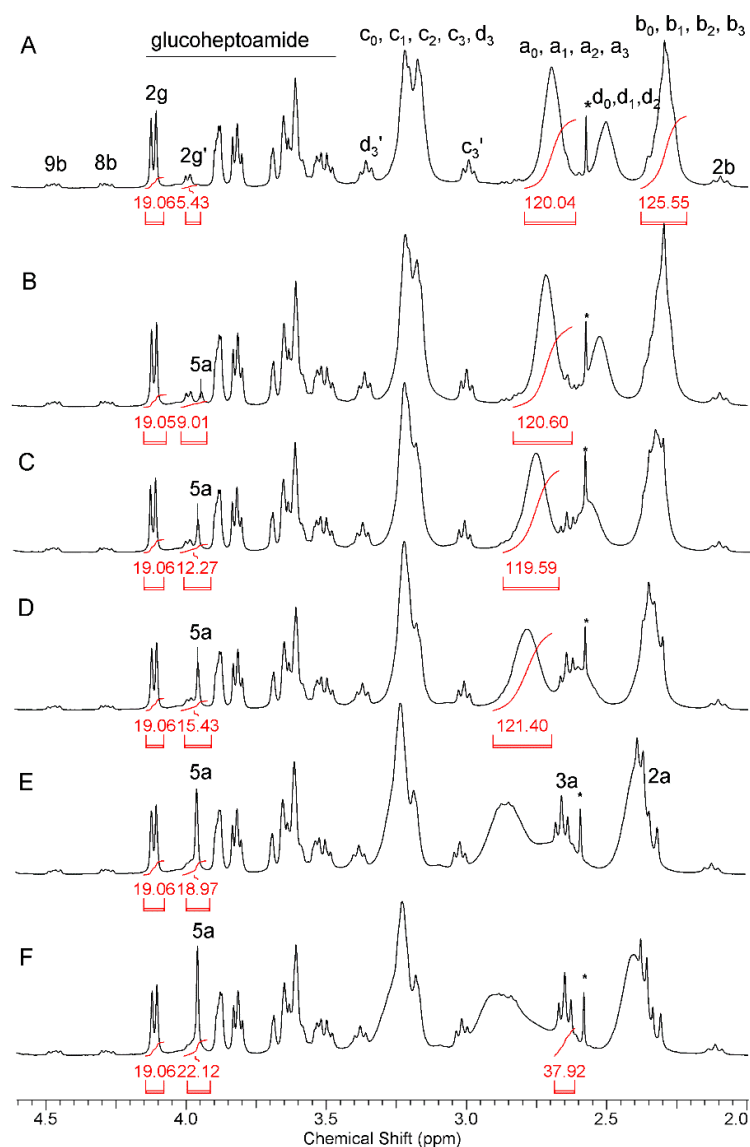 A
glucoheptoamide
c0, c1, c2, c3, d3
a0, a1, a2, a3
b0, b1, b2, b3
2g
*
d0,d1,d2
9b
8b
2g'
d3'
c3'
2b
19.06
5.43
120.04
125.55
B
5a
*
19.05
9.01
120.60
C
5a
*
19.06
12.27
119.59
D
5a
*
19.06
15.43
121.40
E
5a
3a
*
2a
19.06
18.97
F
5a
*
19.06
22.12
37.92
4.5
4.0
3.5
3.0
2.5
2.0
Chemical Shift (ppm)